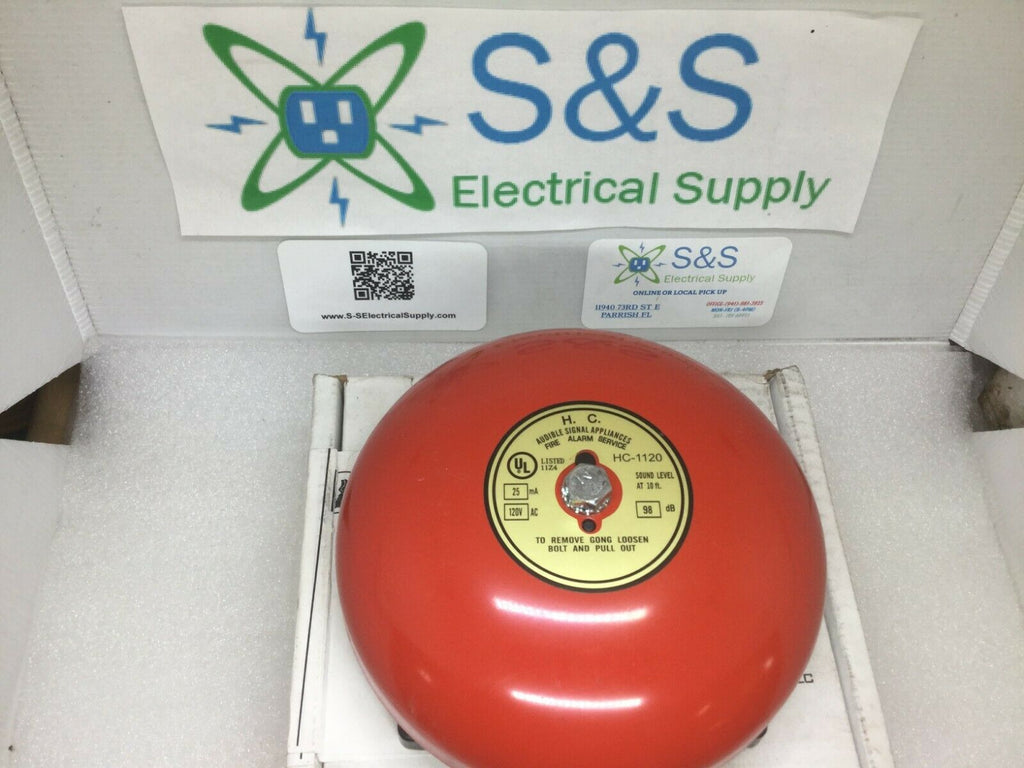 S&S
Electrical Supply
www.S-SElectricalSupply.com
S&S
Electrical Supply
ONLINE OR LOCAL PICK UP
11940 73RD ST E
PARRISH FL
H. C.
AUDIBLE SIGNAL APPLIANCES
FIRE ALARM SERVICE
UL
LISTED
11Z4
HC-1120
SOUND LEVEL
AT 10 ft.
25 mA
120V AC
98 dB
TO REMOVE GONG LOOSEN
BOLT AND PULL OUT